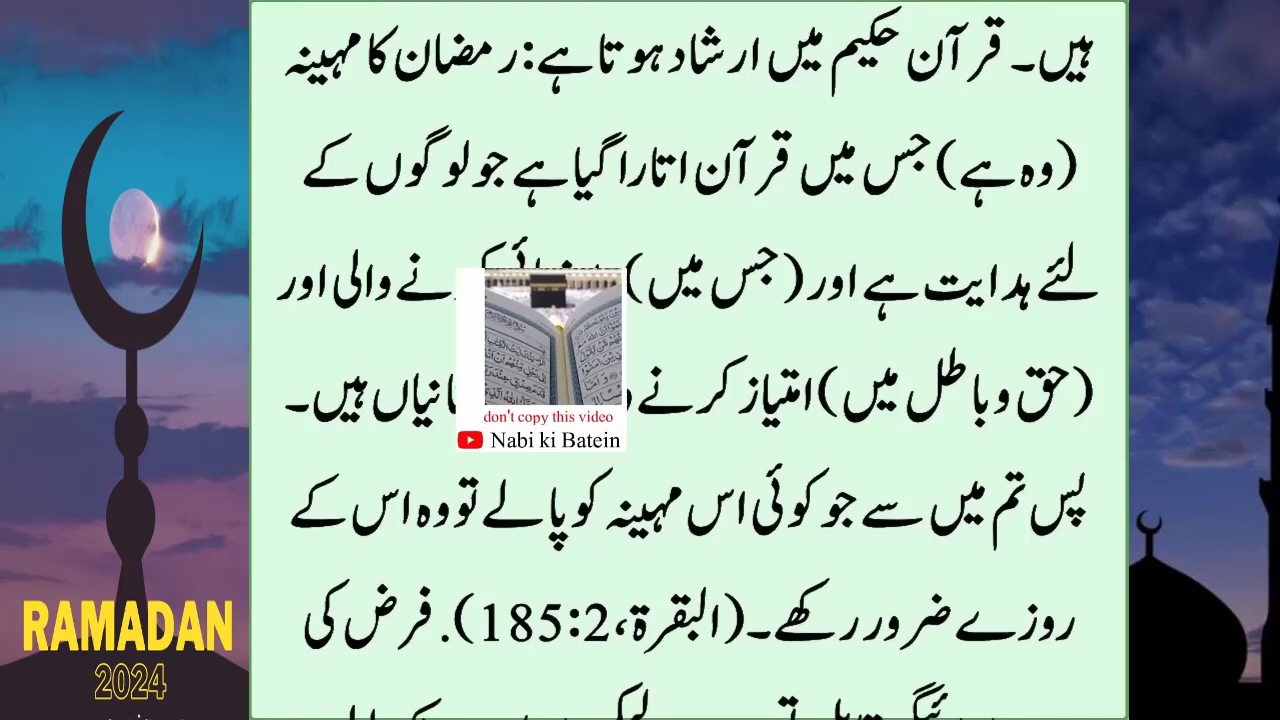 ہیں۔ قرآن حکیم میں ارشاد ہوتا ہے: رمضان کا مہینہ
(وہ ہے) جس میں قرآن اتارا گیا ہے جو لوگوں کے
لئے ہدایت ہے اور (جس میں) نے والی اور
(حق و باطل میں) امتیاز کرنے ہیں۔
پس تم میں سے جو کوئی اس مہینہ کو پالے تو وہ اس کے
روزے ضرور رکھے۔ (البقرۃ، 2:185). فرض کی
don't copy this video
Nabi ki Batein
RAMADAN
2024